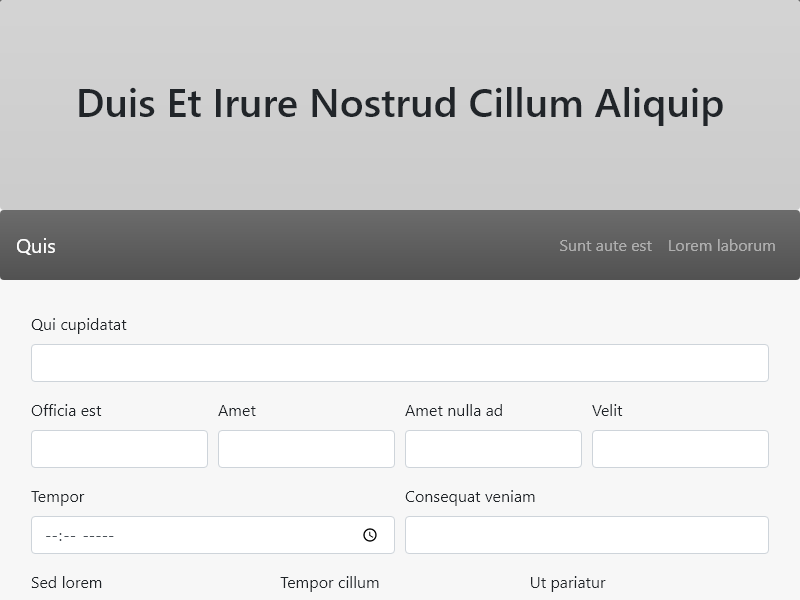 Duis Et Irure Nostrud Cillum Aliquip
Quis Sunt aute est Lorem laborum
Qui cupidatat
Officia est Amet Amet nulla ad Velit
Tempor Consequat veniam
--:-- -----
Sed lorem Tempor cillum Ut pariatur